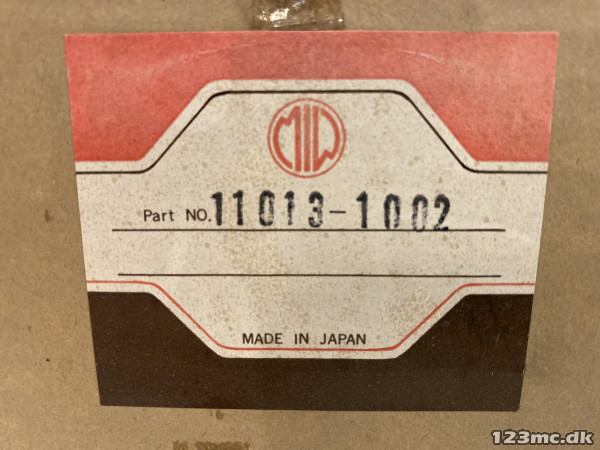 MIW
Part NO. 11013-1002
MADE IN JAPAN
123mc.dk